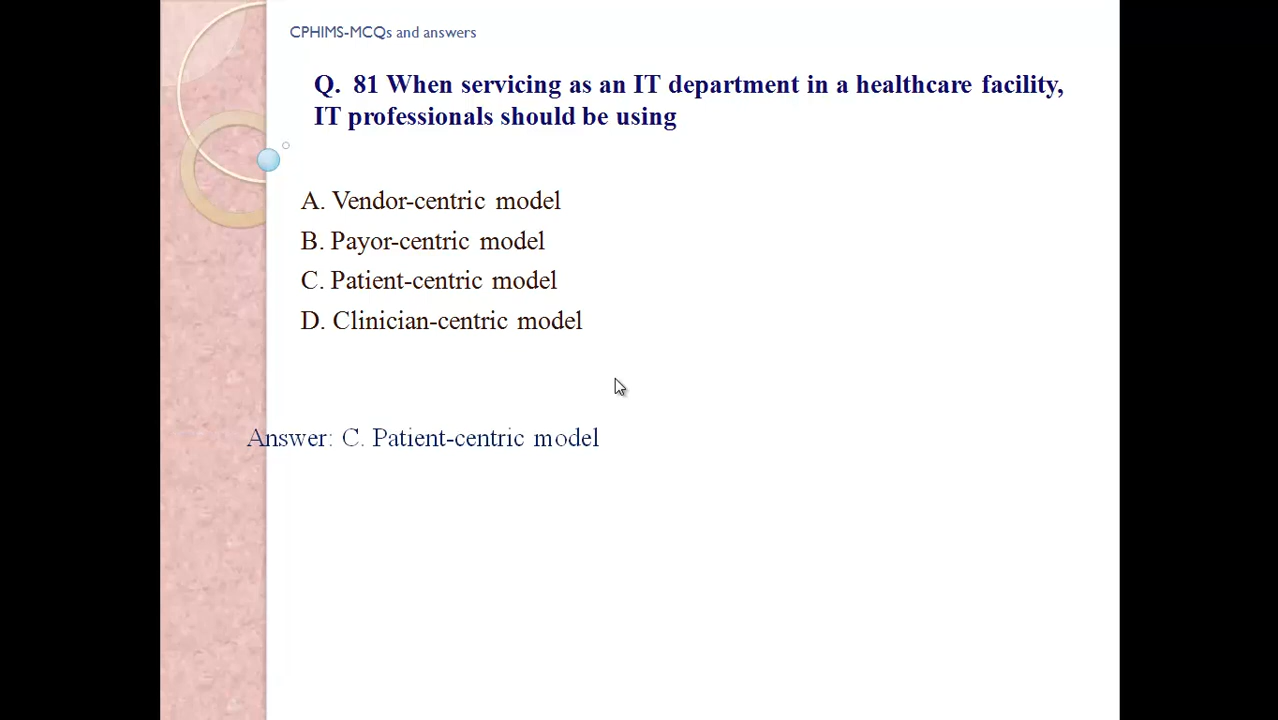 CPHIMS-MCQs and answers
Q. 81 When servicing as an IT department in a healthcare facility,
IT professionals should be using
A. Vendor-centric model
B. Payor-centric model
C. Patient-centric model
D. Clinician-centric model
Answer: C. Patient-centric model